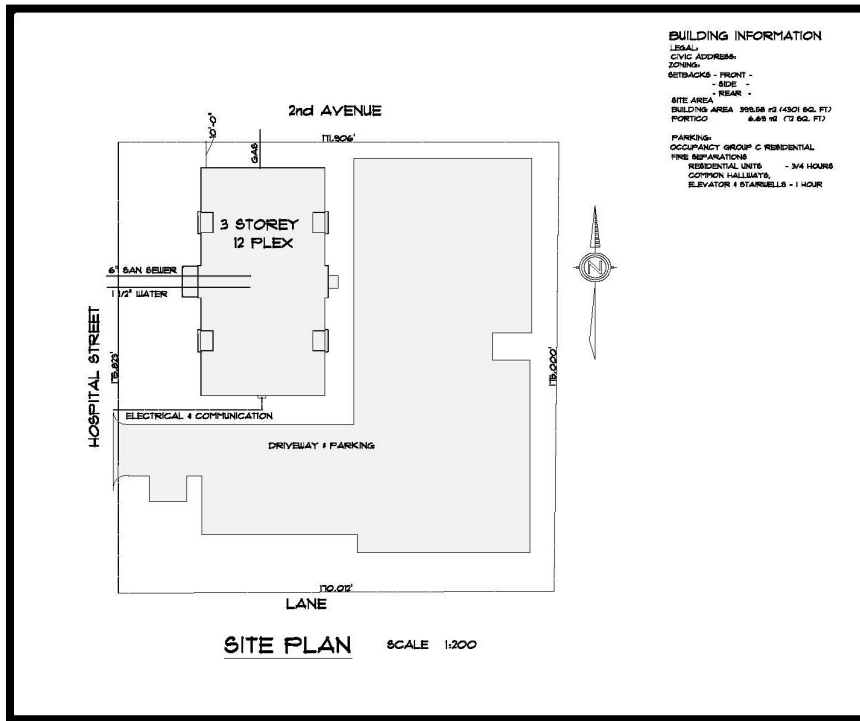 BUILDING INFORMATION
LEGAL:
CIVIC ADDRESS:
ZONING:
SETBACKS - FRONT -
- SIDE -
- REAR -
SITE AREA
BUILDING AREA 399.58 m2 (4301 SQ. FT)
PORTICO 6.69 m2 (72 SQ. FT)
PARKING:
OCCUPANCY GROUP C RESIDENTIAL
FIRE SEPARATIONS
RESIDENTIAL UNITS - 3/4 HOURS
COMMON HALLWAYS,
ELEVATOR & STAIRWELLS - 1 HOUR
2nd AVENUE
171.906'
10'-0"
GAS
3 STOREY
12 PLEX
6" SAN SEWER
1 1/2" WATER
N
HOSPITAL STREET
175.000'
ELECTRICAL & COMMUNICATION
DRIVEWAY & PARKING
170.012'
LANE
SITE PLAN SCALE 1:200